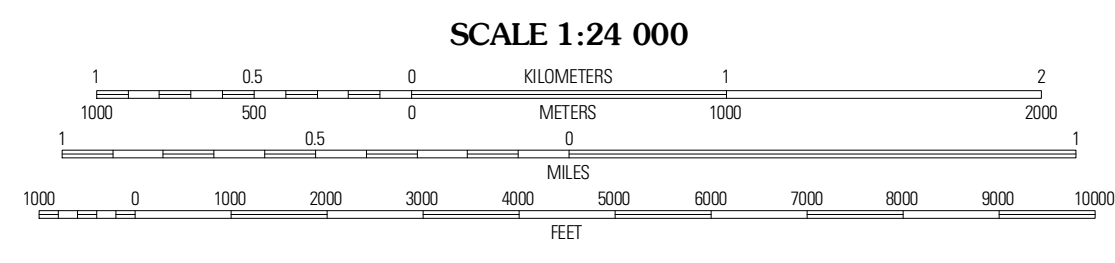 SCALE 1:24 000
1 0.5 0 KILOMETERS 1 2
1000 500 0 METERS 1000 2000
1 0.5 0 1
MILES
1000 0 1000 2000 3000 4000 5000 6000 7000 8000 9000 10000
FEET